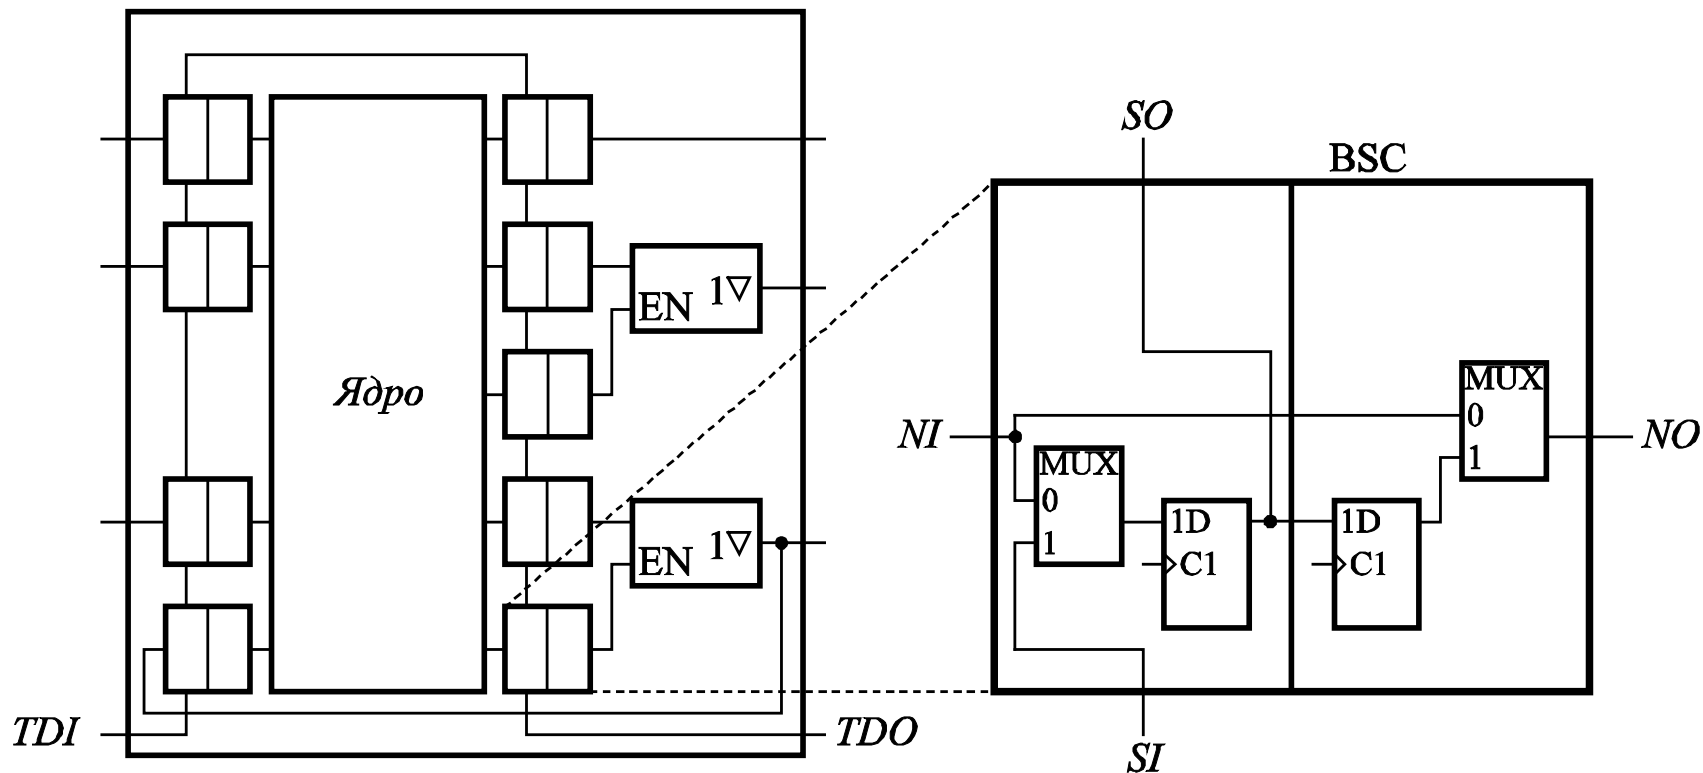 SO
BSC
EN 1▽
Ядро
MUX
0
1
NI
NO
MUX
0
1
1D
C1
1D
C1
EN 1▽
TDI
TDO
SI